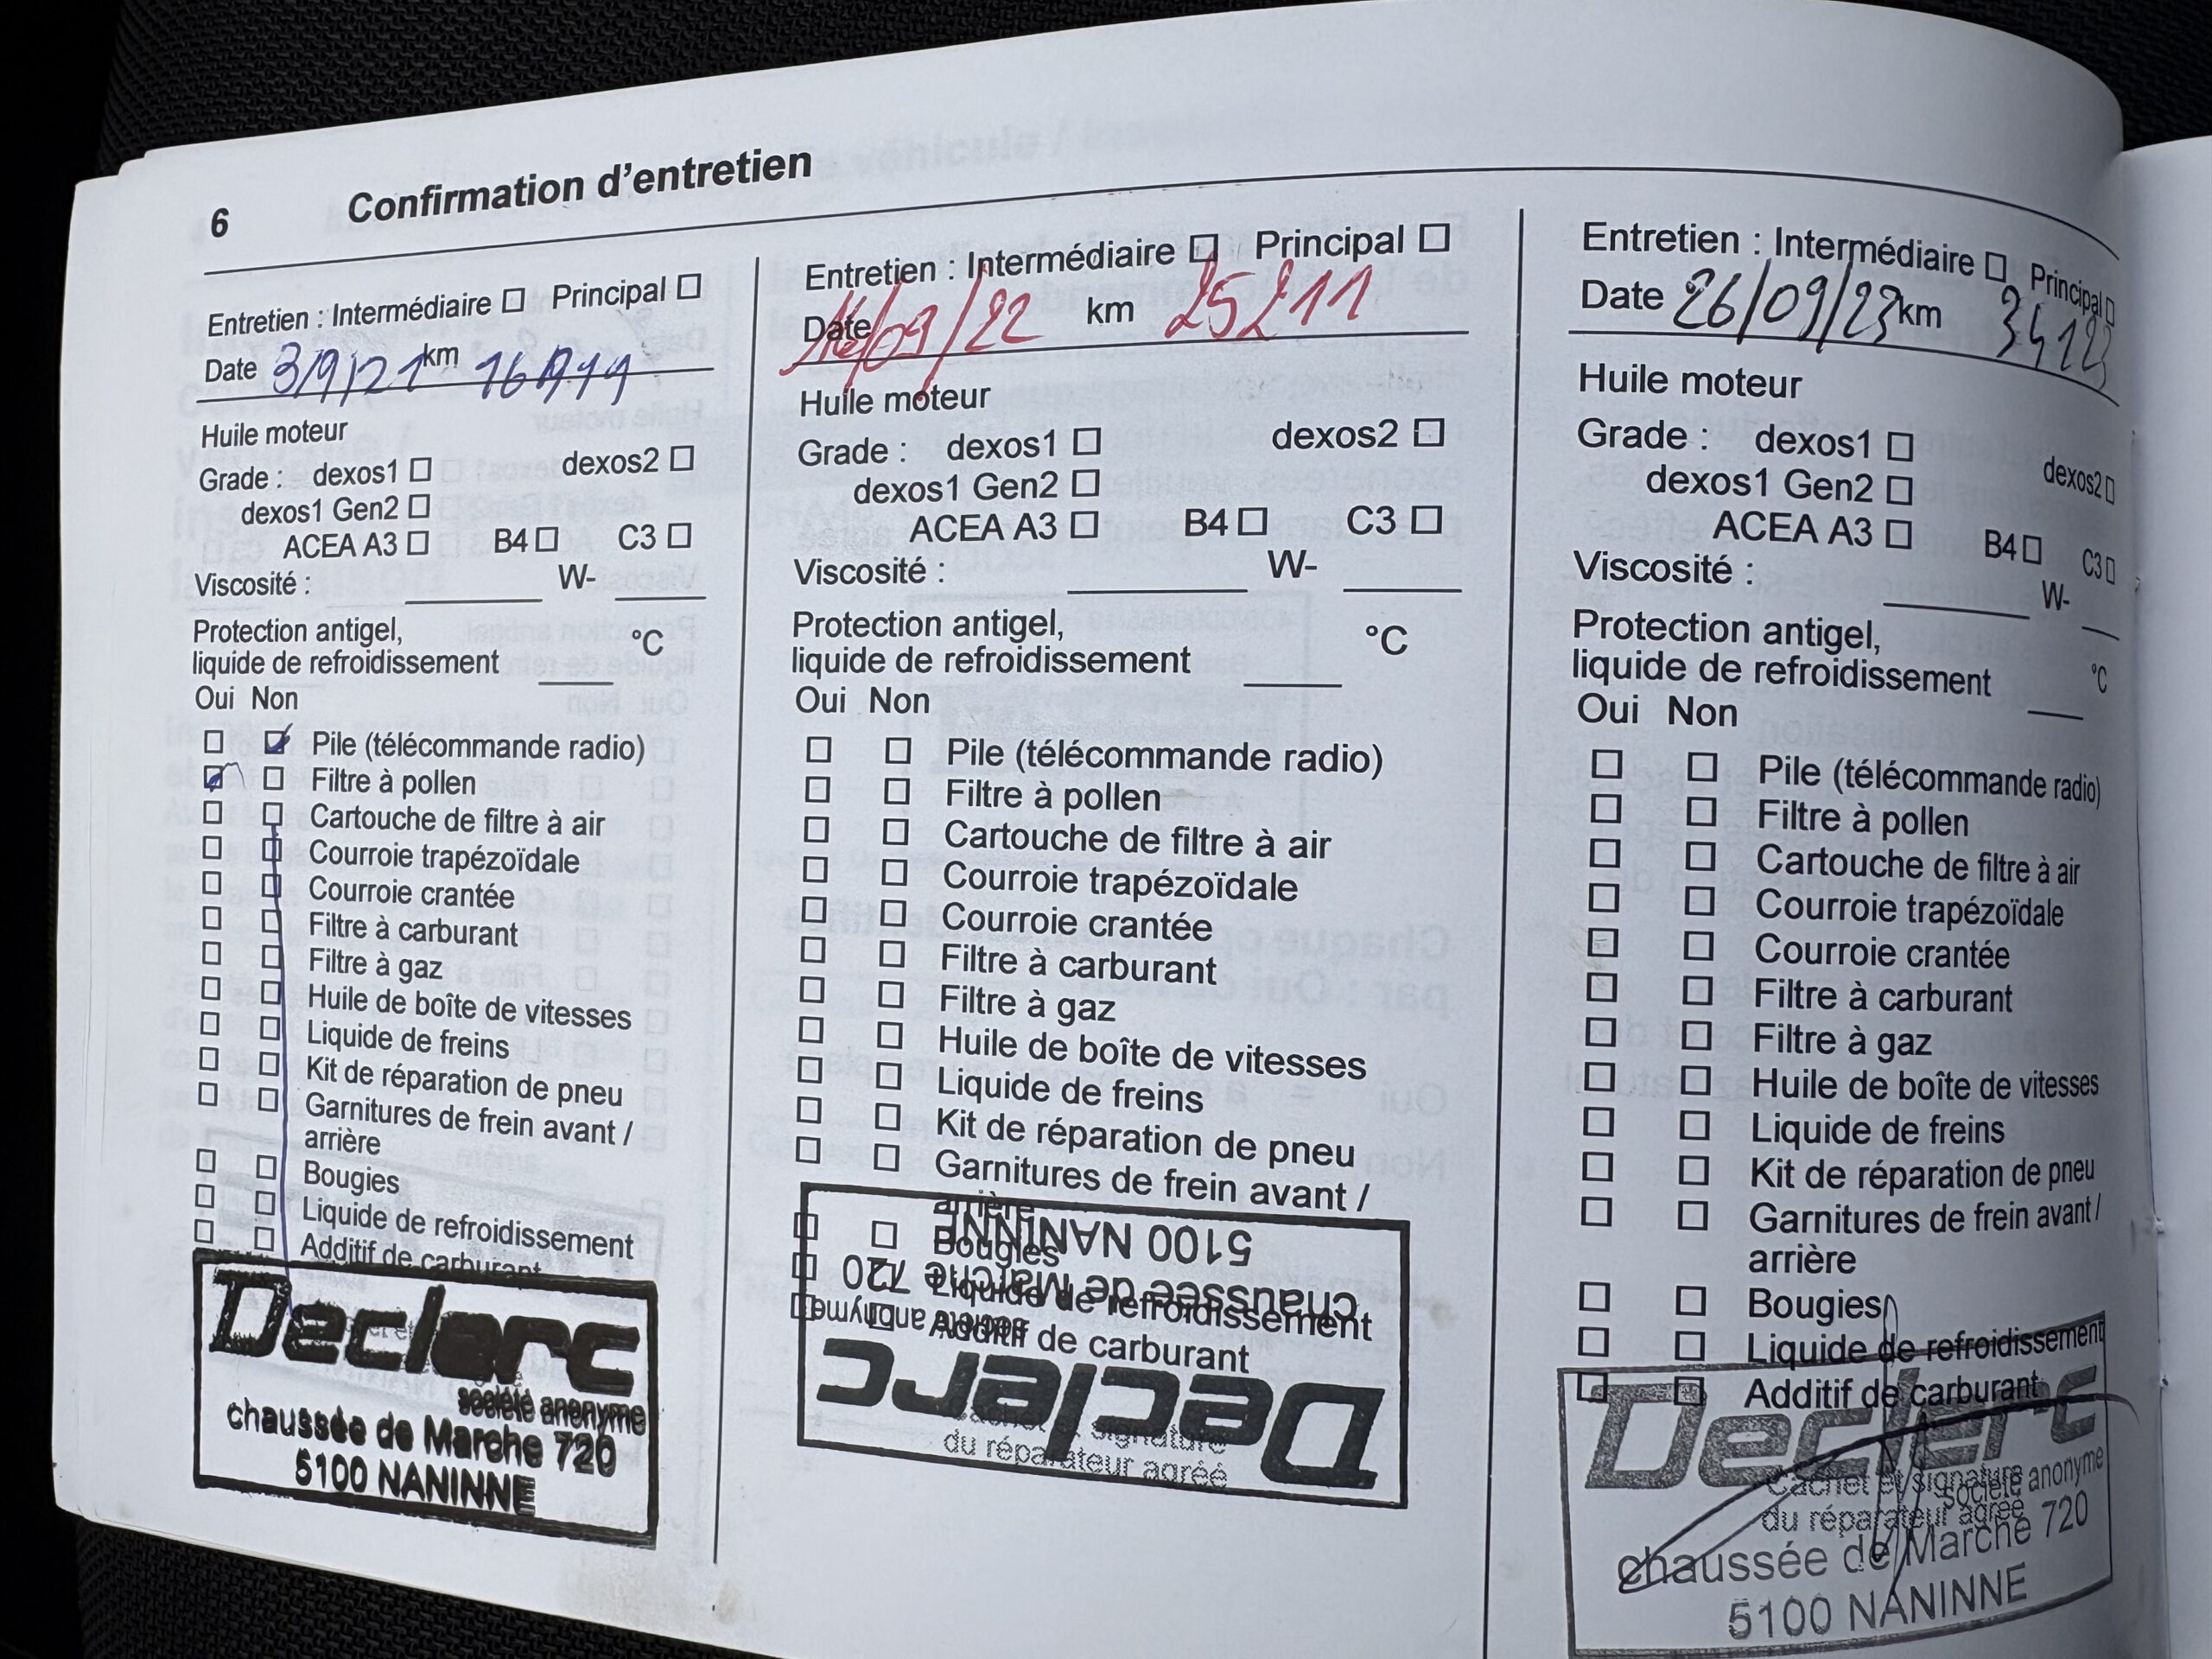 6 Confirmation d'entretien
Entretien : Intermédiaire ☐ Principal ☐
Date 3/9/21 km
Huile moteur
Grade : dexos1 ☐ dexos2 ☐
dexos1 Gen2 ☐
ACEA A3 ☐ B4 ☐ C3 ☐
Viscosité : W-
Protection antigel,
liquide de refroidissement °C
Oui Non
Pile (télécommande radio)
Filtre à pollen
Cartouche de filtre à air
Courroie trapézoïdale
Courroie crantée
Filtre à carburant
Filtre à gaz
Huile de boîte de vitesses
Liquide de freins
Kit de réparation de pneu
Garnitures de frein avant /
arrière
Bougies
Liquide de refroidissement
Additif de carburant
Declerc
société anonyme
chaussée de Marche 720
5100 NANINNE
Entretien : Intermédiaire ☐ Principal ☐
Date 16/09/22 km 25211
Huile moteur
Grade : dexos1 ☐ dexos2 ☐
dexos1 Gen2 ☐
ACEA A3 ☐ B4 ☐ C3 ☐
Viscosité : W-
Protection antigel,
liquide de refroidissement °C
Oui Non
Pile (télécommande radio)
Filtre à pollen
Cartouche de filtre à air
Courroie trapézoïdale
Courroie crantée
Filtre à carburant
Filtre à gaz
Huile de boîte de vitesses
Liquide de freins
Kit de réparation de pneu
Garnitures de frein avant /
arrière
Bougies
Liquide de refroidissement
Additif de carburant
Cachet et signature
du réparateur agréé
Declerc
société anonyme
chaussée de Marche 720
5100 NANINNE
Entretien : Intermédiaire ☐ Principal ☐
Date 26/09/23 km 34123
Huile moteur
Grade : dexos1 ☐ dexos2 ☐
dexos1 Gen2 ☐
ACEA A3 ☐ B4 ☐ C3 ☐
Viscosité : W-
Protection antigel,
liquide de refroidissement °C
Oui Non
Pile (télécommande radio)
Filtre à pollen
Cartouche de filtre à air
Courroie trapézoïdale
Courroie crantée
Filtre à carburant
Filtre à gaz
Huile de boîte de vitesses
Liquide de freins
Kit de réparation de pneu
Garnitures de frein avant /
arrière
Bougies
Liquide de refroidissement
Additif de carburant
Cachet et signature
du réparateur agréé
Declerc
société anonyme
chaussée de Marche 720
5100 NANINNE